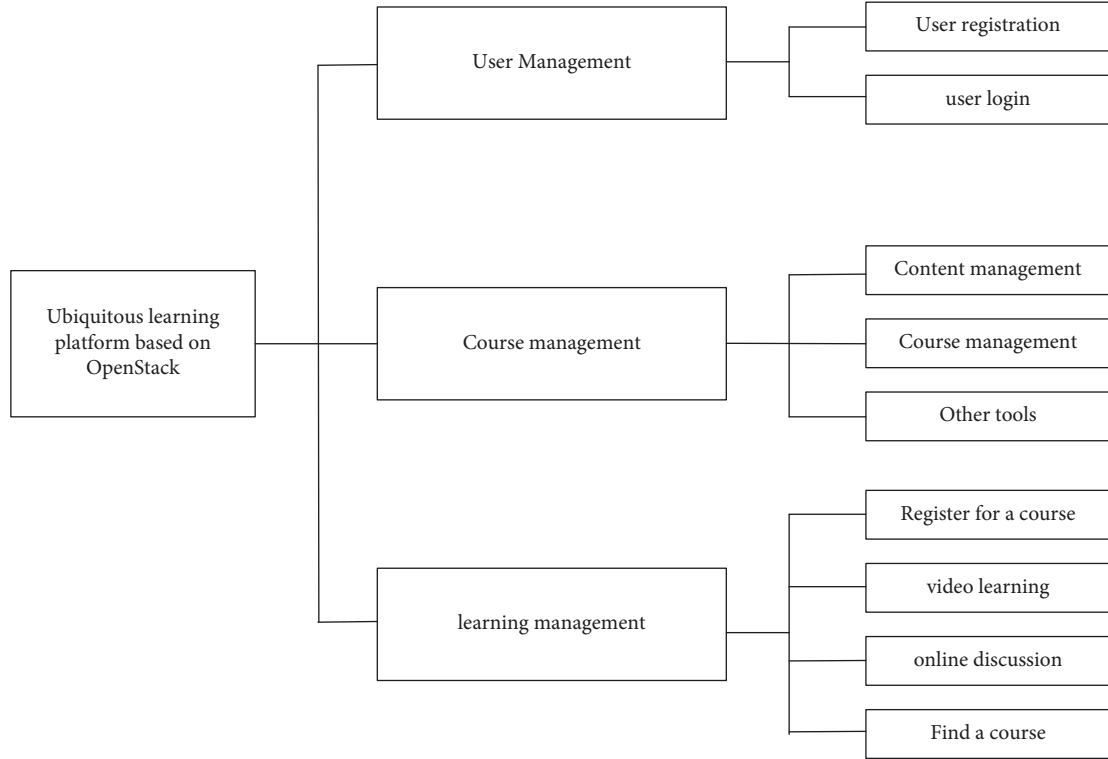 User Management
User registration
user login
Ubiquitous learning
platform based on
OpenStack
Course management
Content management
Course management
Other tools
learning management
Register for a course
video learning
online discussion
Find a course